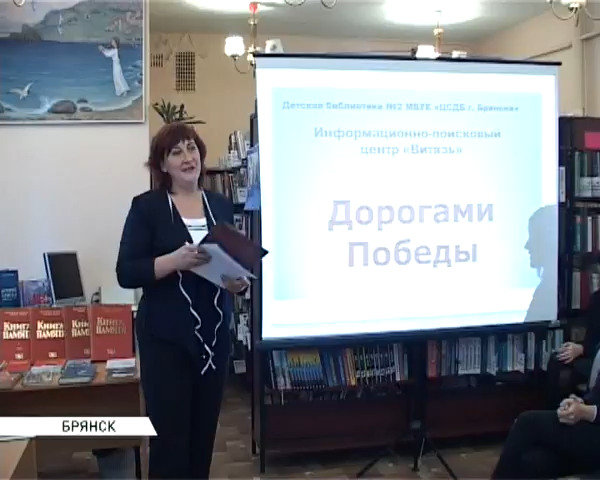 Детская библиотека №2 МБУК «ЦСДБ г. Брянска»
Информационно-поисковый
центр «Витязь»
Дорогами
Победы
Книга
Памяти
Книга
Памяти
Книга
Памяти
Книга
Памяти
БРЯНСК